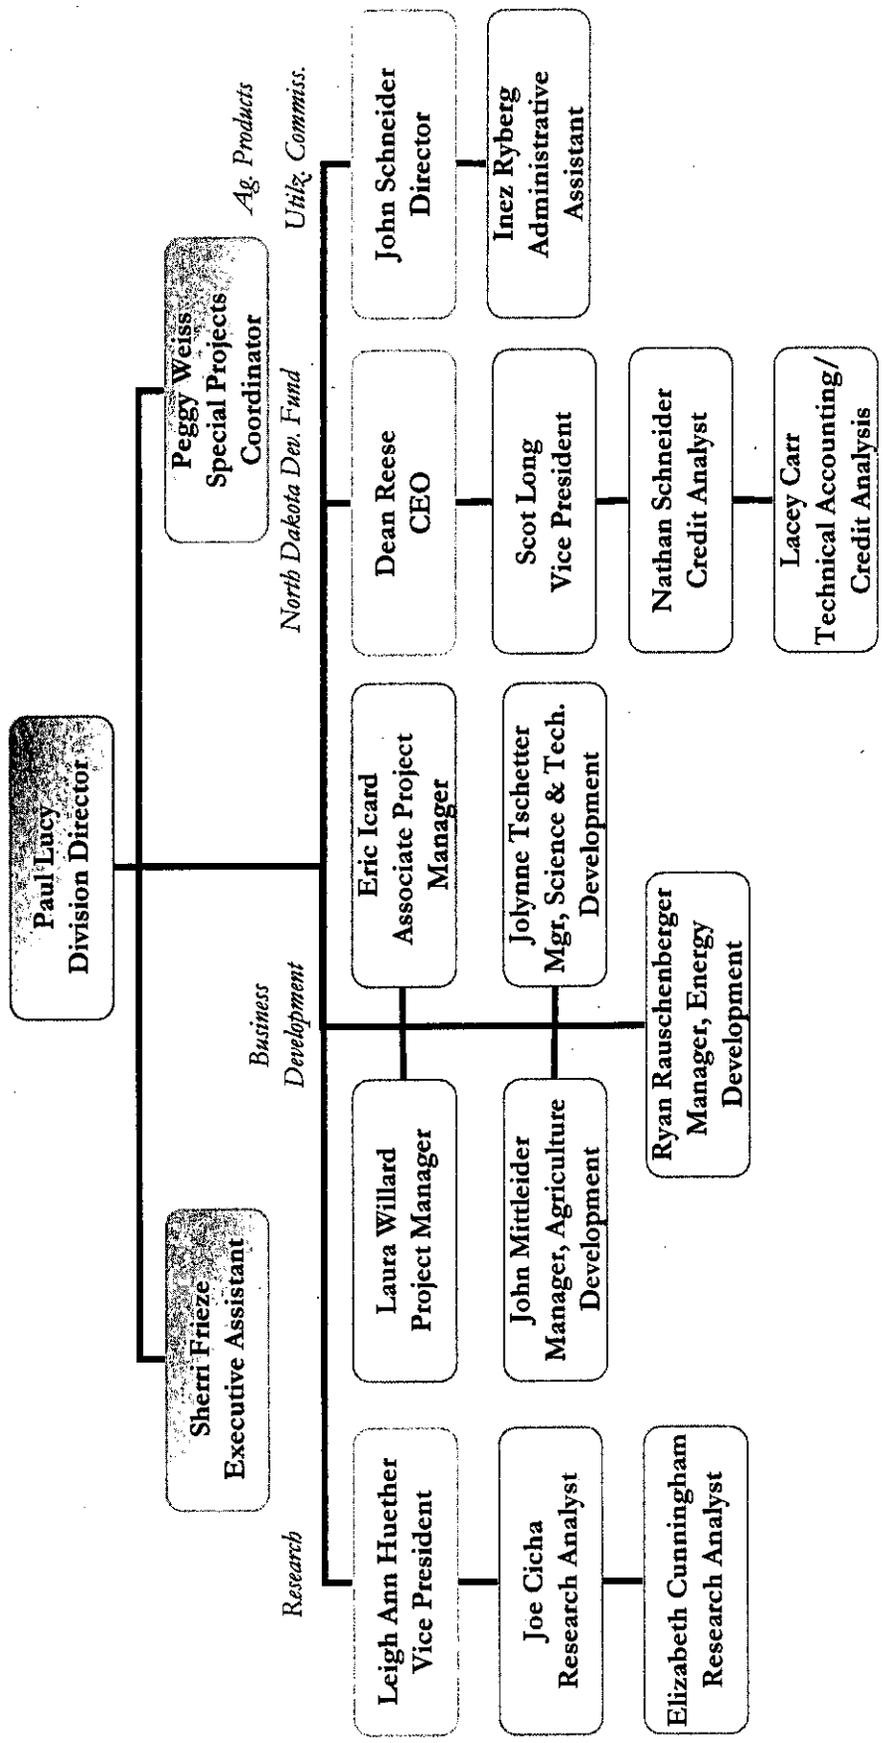 Paul Lucy
Division Director
Sherri Frieze
Executive Assistant
Peggy Weiss
Special Projects
Coordinator
Research
Business
Development
North Dakota Dev. Fund
Ag. Products
Utilz. Commiss.
Leigh Ann Huether
Vice President
Joe Cicha
Research Analyst
Elizabeth Cunningham
Research Analyst
Laura Willard
Project Manager
Eric Icard
Associate Project
Manager
John Mittleider
Manager, Agriculture
Development
Jolynne Tschetter
Mgr, Science & Tech.
Development
Ryan Rauschenberger
Manager, Energy
Development
Dean Reese
CEO
Scot Long
Vice President
Nathan Schneider
Credit Analyst
Lacey Carr
Technical Accounting/
Credit Analysis
John Schneider
Director
Inez Ryberg
Administrative
Assistant